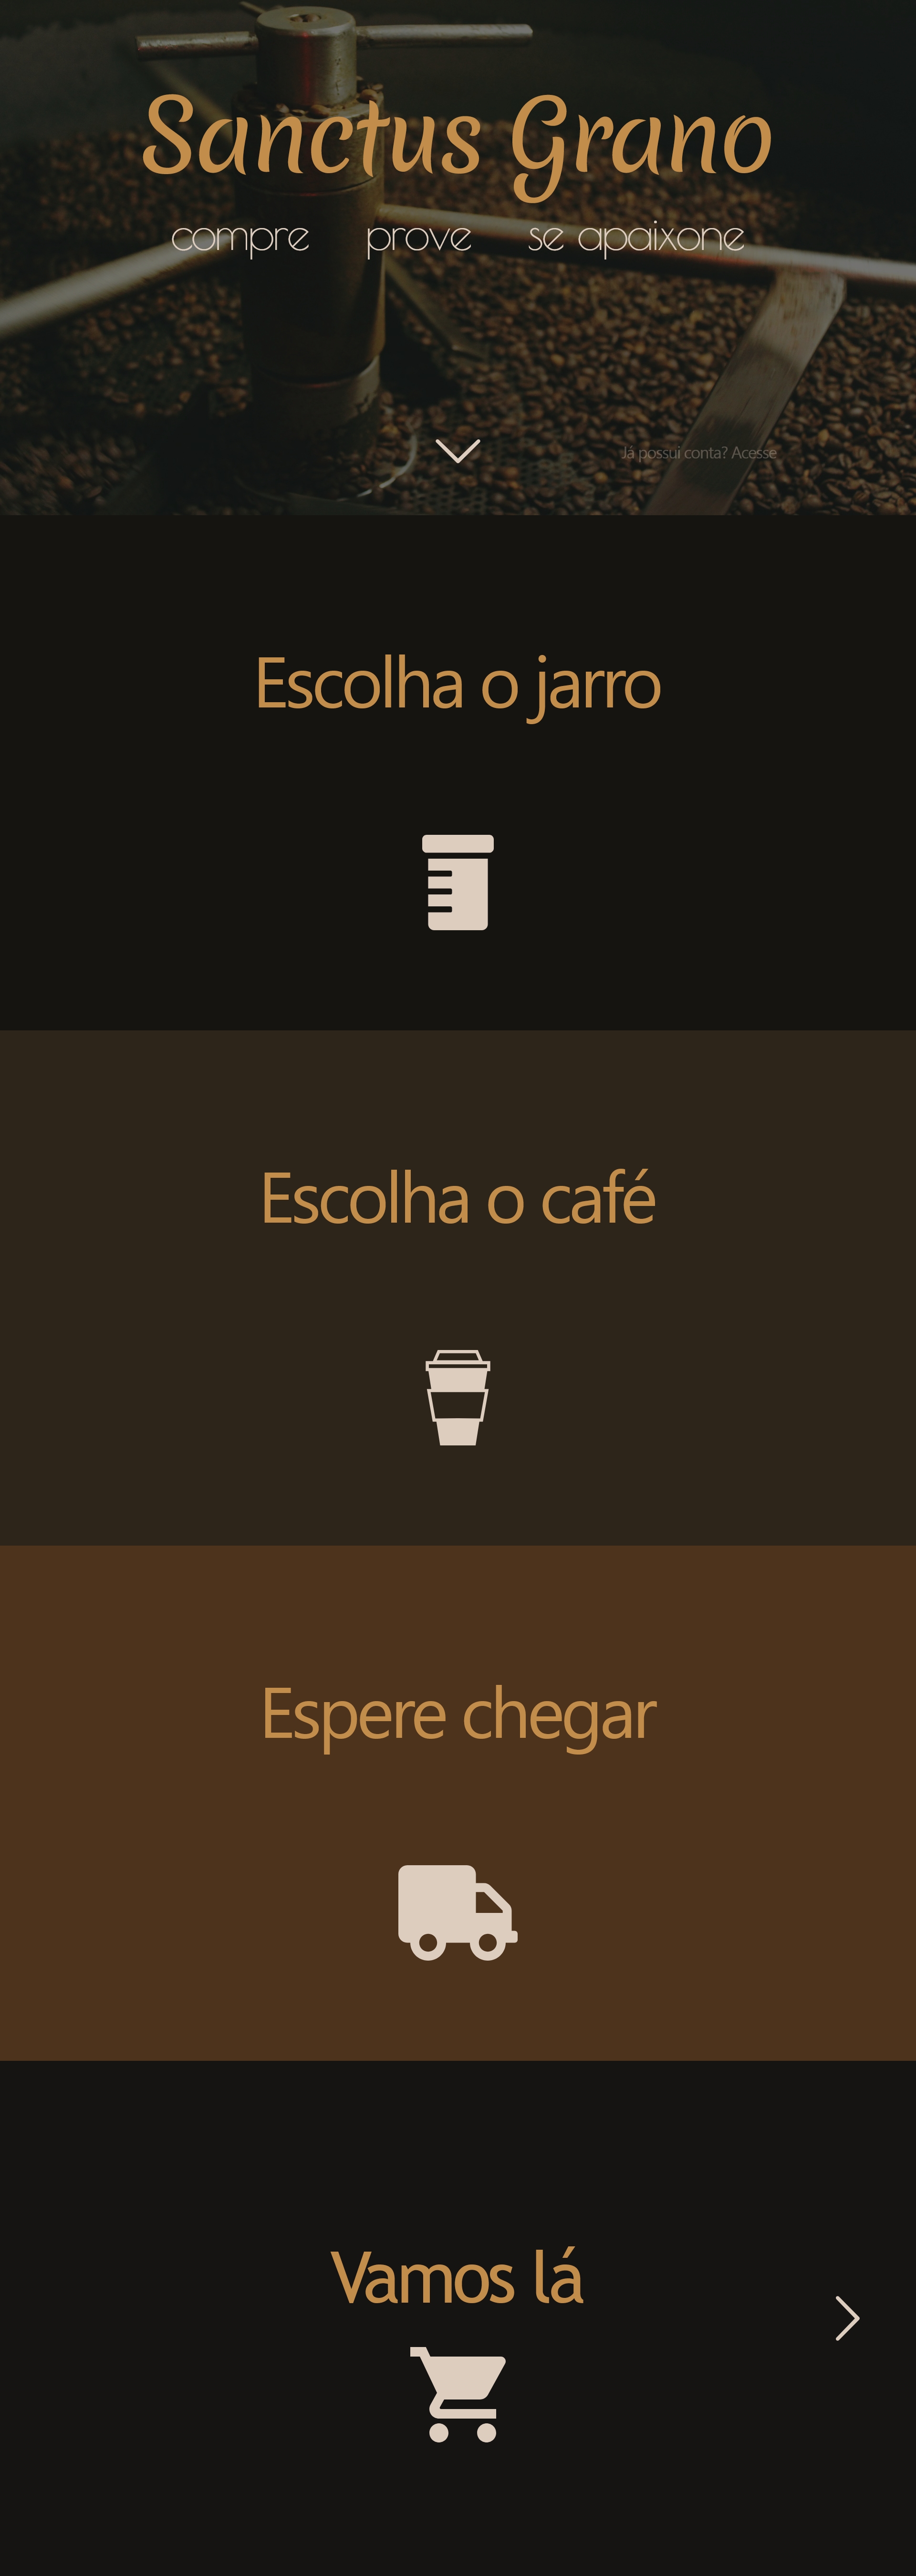 Sanctus Grano
compre prove se apaixone
Já possui conta? Acesse
Escolha o jarro
Escolha o café
Espere chegar
Vamos lá